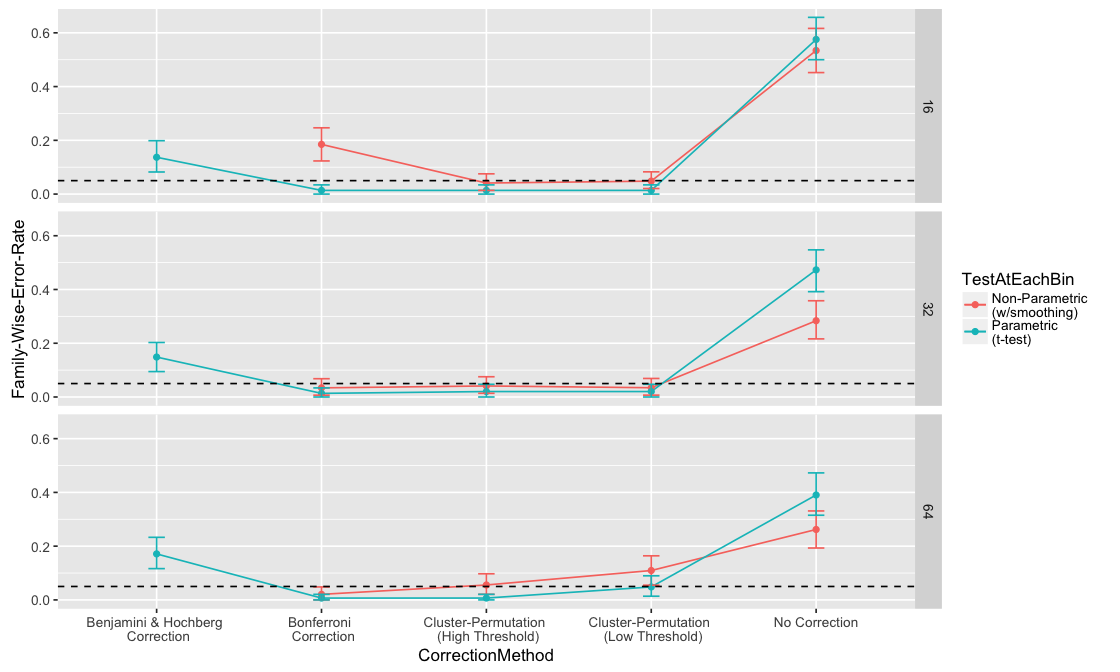 0.6
0.4
0.2
0.0
16
0.6
0.4
0.2
0.0
32
0.6
0.4
0.2
0.0
64
Family-Wise-Error-Rate
Benjamini & Hochberg
Correction
Bonferroni
Correction
Cluster-Permutation
(High Threshold)
Cluster-Permutation
(Low Threshold)
No Correction
CorrectionMethod
TestAtEachBin
Non-Parametric
(w/smoothing)
Parametric
(t-test)